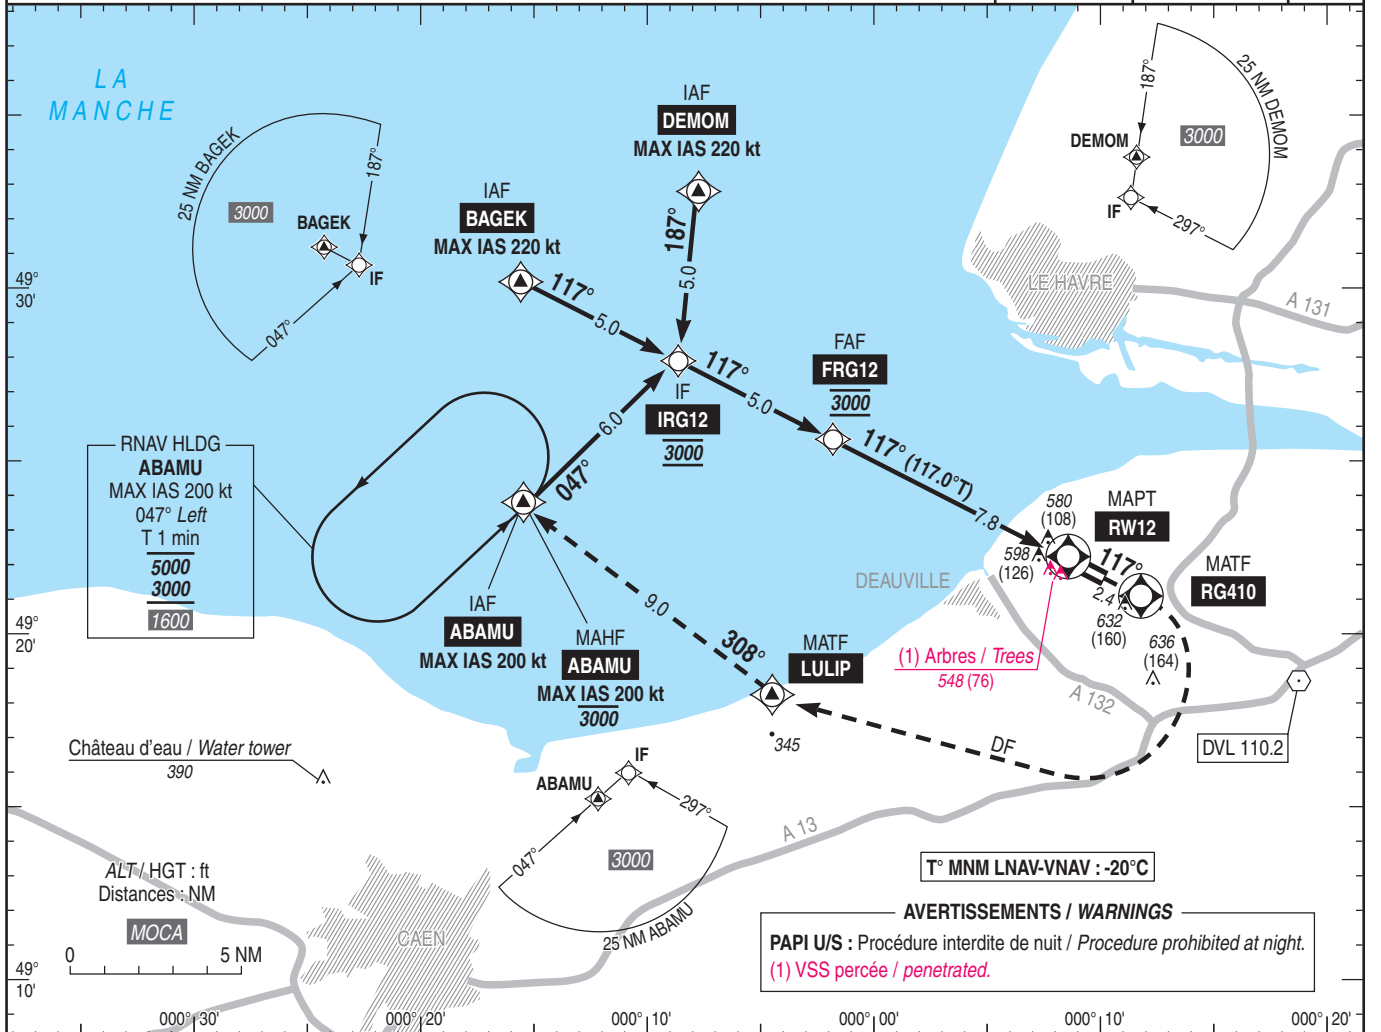 LA
MANCHE
25 NM BAGEK
187°
3000
BAGEK
IF
047°
IAF
DEMOM
MAX IAS 220 kt
187°
5.0
IAF
BAGEK
MAX IAS 220 kt
117°
5.0
187°
25 NM DEMOM
DEMOM
3000
IF
297°
LE HAVRE
A 131
49°
30'
117°
5.0
IF
IRG12
3000
FAF
FRG12
3000
117° (117.0°T)
7.8
6.0
047°
RNAV HLDG
ABAMU
MAX IAS 200 kt
047° Left
T 1 min
5000
3000
1600
580
(108)
598
(126)
MAPT
RW12
117°
2.4
MATF
RG410
632
(160)
636
(164)
DEAUVILLE
(1) Arbres / Trees
548 (76)
A 132
49°
20'
IAF
ABAMU
MAX IAS 200 kt
MAHF
ABAMU
MAX IAS 200 kt
3000
9.0
308°
MATF
LULIP
345
DF
DVL 110.2
Château d'eau / Water tower
390
ABAMU
IF
297°
047°
3000
25 NM ABAMU
A 13
ALT / HGT : ft
Distances : NM
MOCA
0
5 NM
CAEN
T° MNM LNAV-VNAV : -20°C
AVERTISSEMENTS / WARNINGS
PAPI U/S : Procédure interdite de nuit / Procedure prohibited at night.
(1) VSS percée / penetrated.
49°
10'
000° 30'
000° 20'
000° 10'
000° 00'
000° 10'
000° 20'